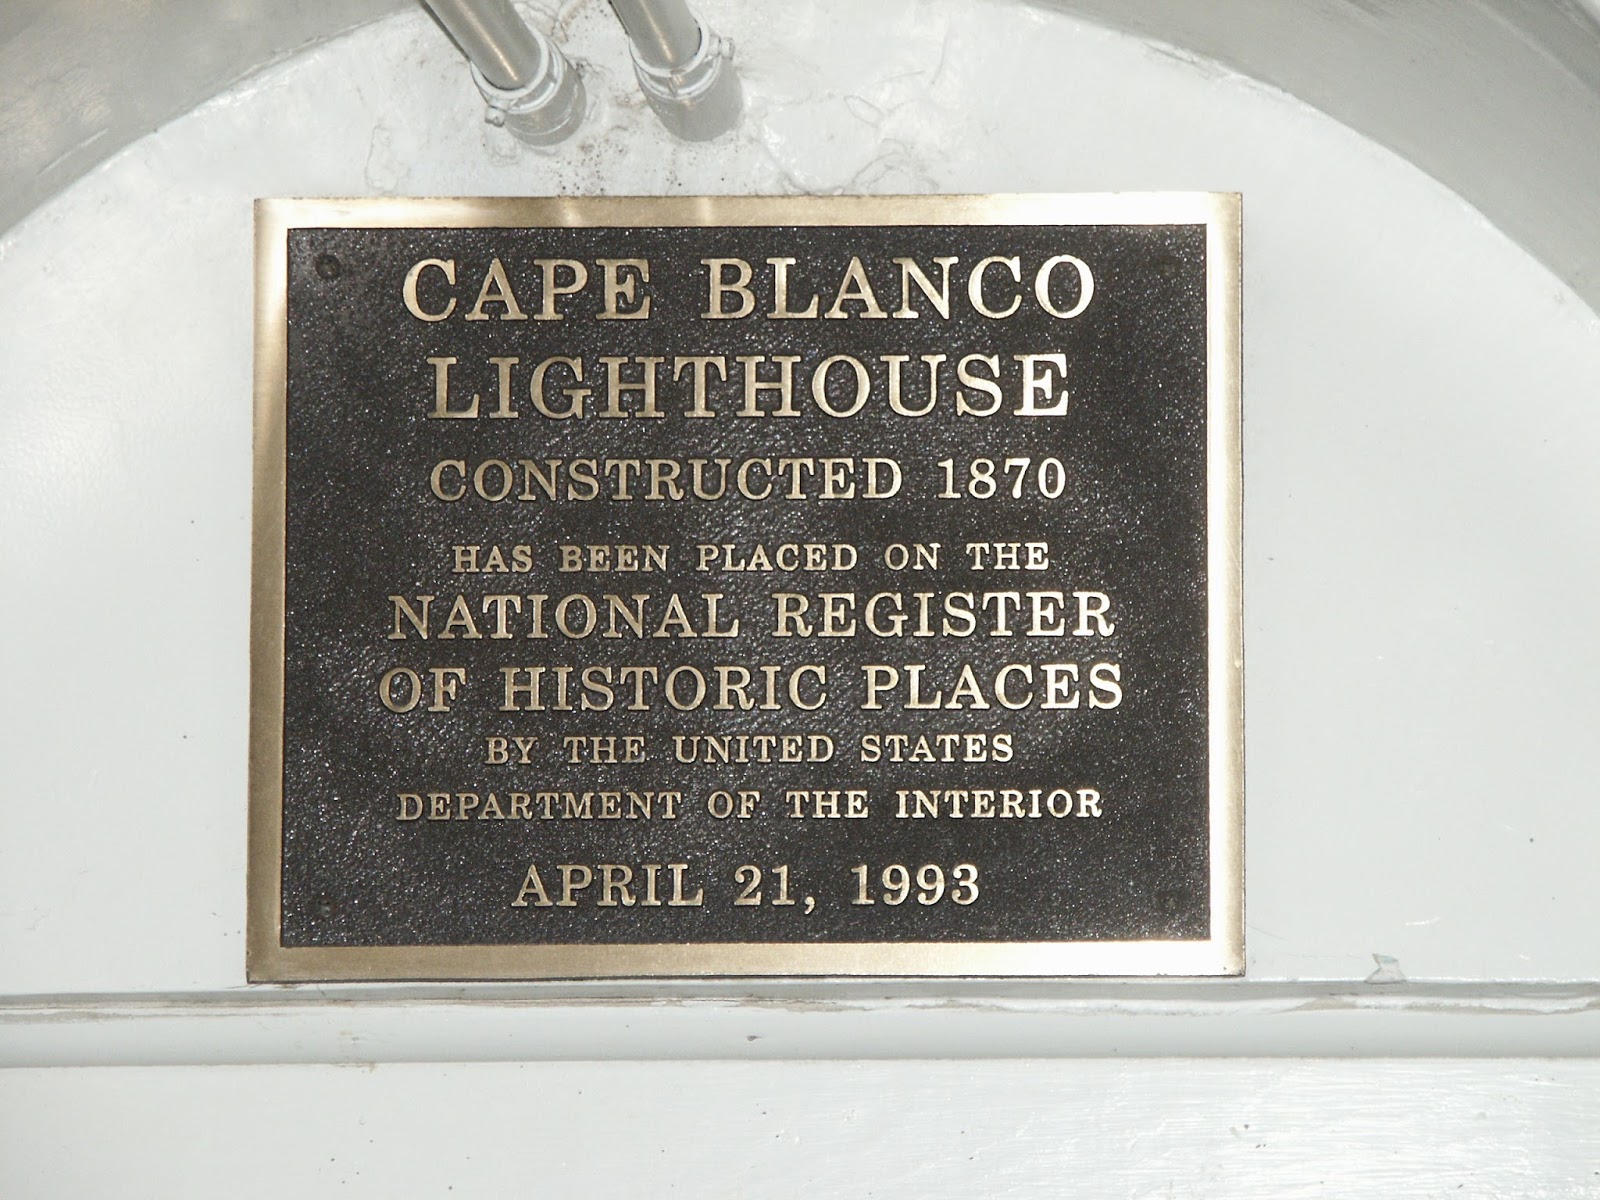 CAPE BLANCO
LIGHTHOUSE
CONSTRUCTED 1870
HAS BEEN PLACED ON THE
NATIONAL REGISTER
OF HISTORIC PLACES
BY THE UNITED STATES
DEPARTMENT OF THE INTERIOR
APRIL 21, 1993